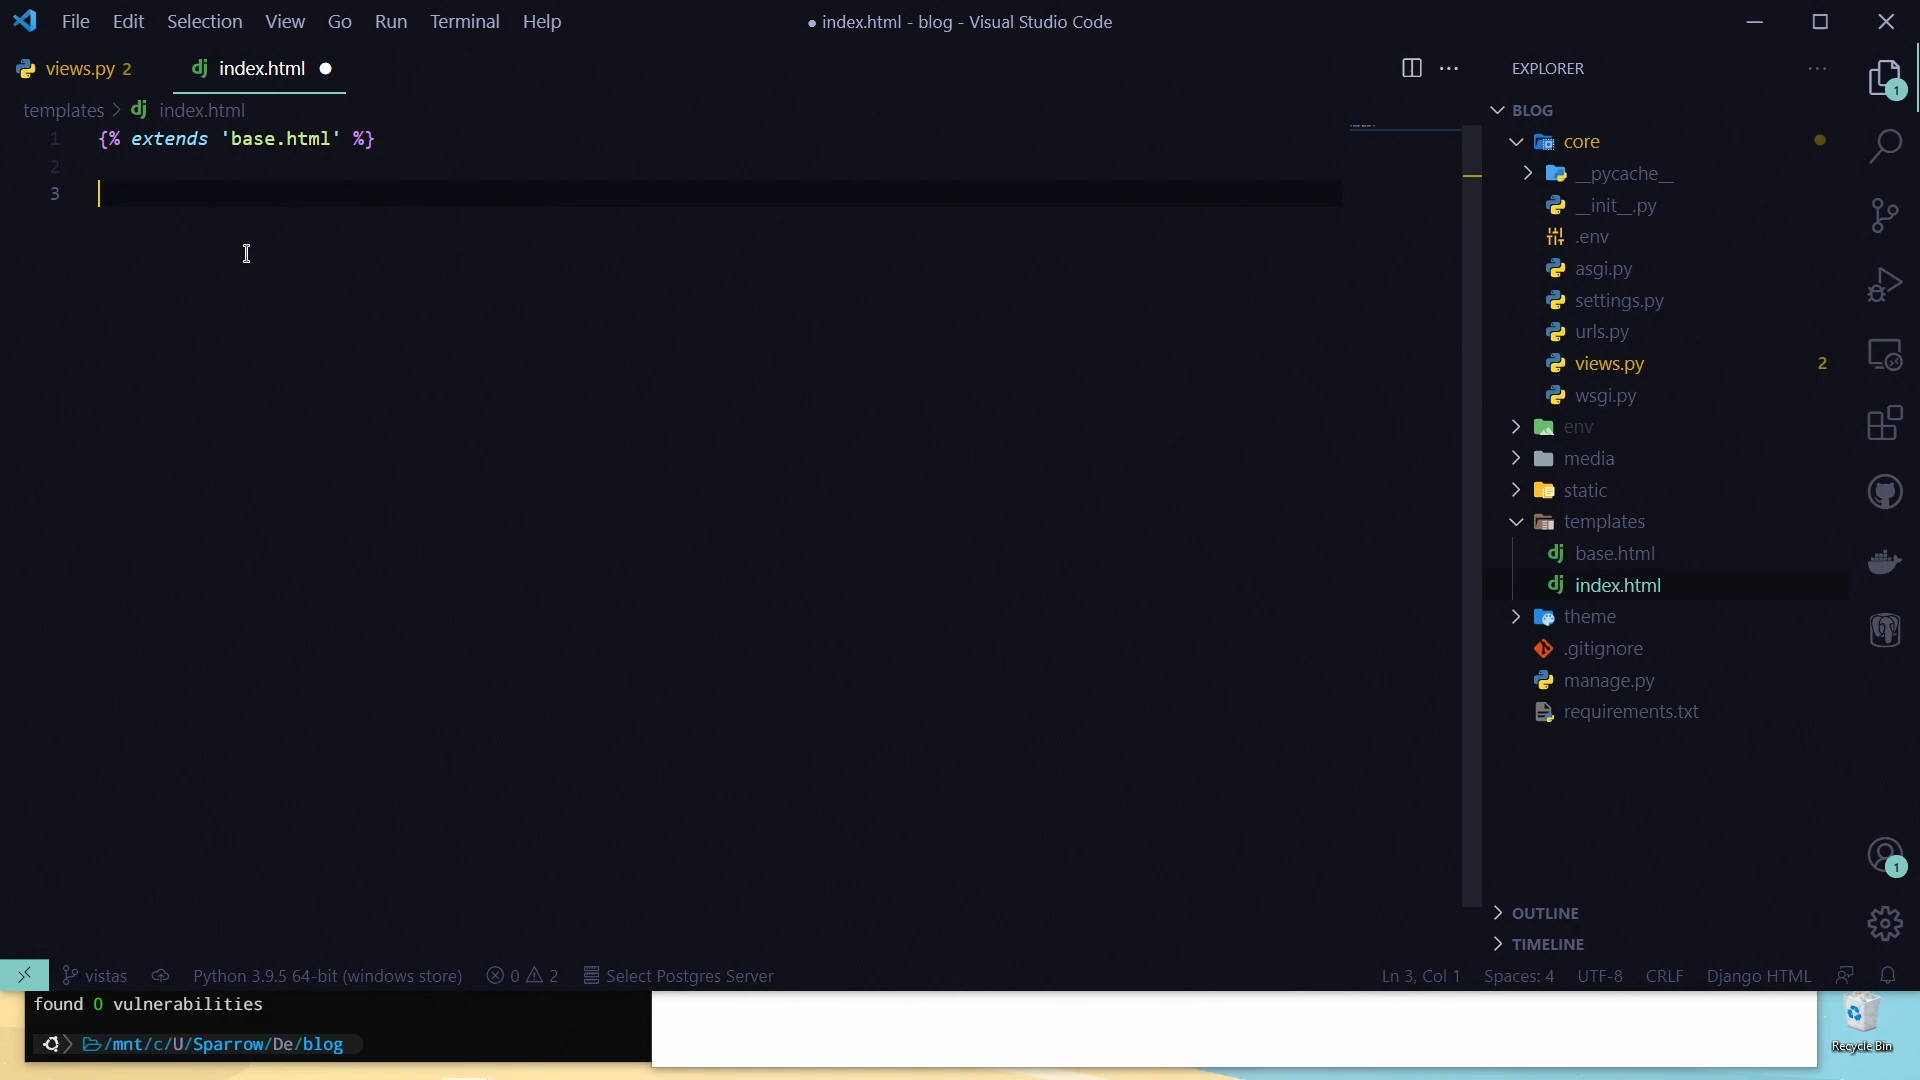 File Edit Selection View Go Run Terminal Help
● index.html - blog - Visual Studio Code
views.py 2
index.html
templates > index.html
1 {% extends 'base.html' %}
2
3
EXPLORER
BLOG
core
__pycache__
__init__.py
.env
asgi.py
settings.py
urls.py
views.py 2
wsgi.py
env
media
static
templates
dj base.html
dj index.html
theme
.gitignore
manage.py
requirements.txt
OUTLINE
TIMELINE
1
1
vistas Python 3.9.5 64-bit (windows store) 0 2 Select Postgres Server Ln 3, Col 1 Spaces: 4 UTF-8 CRLF Django HTML
found 0 vulnerabilities
/mnt/c/U/Sparrow/De/blog
Recycle Bin